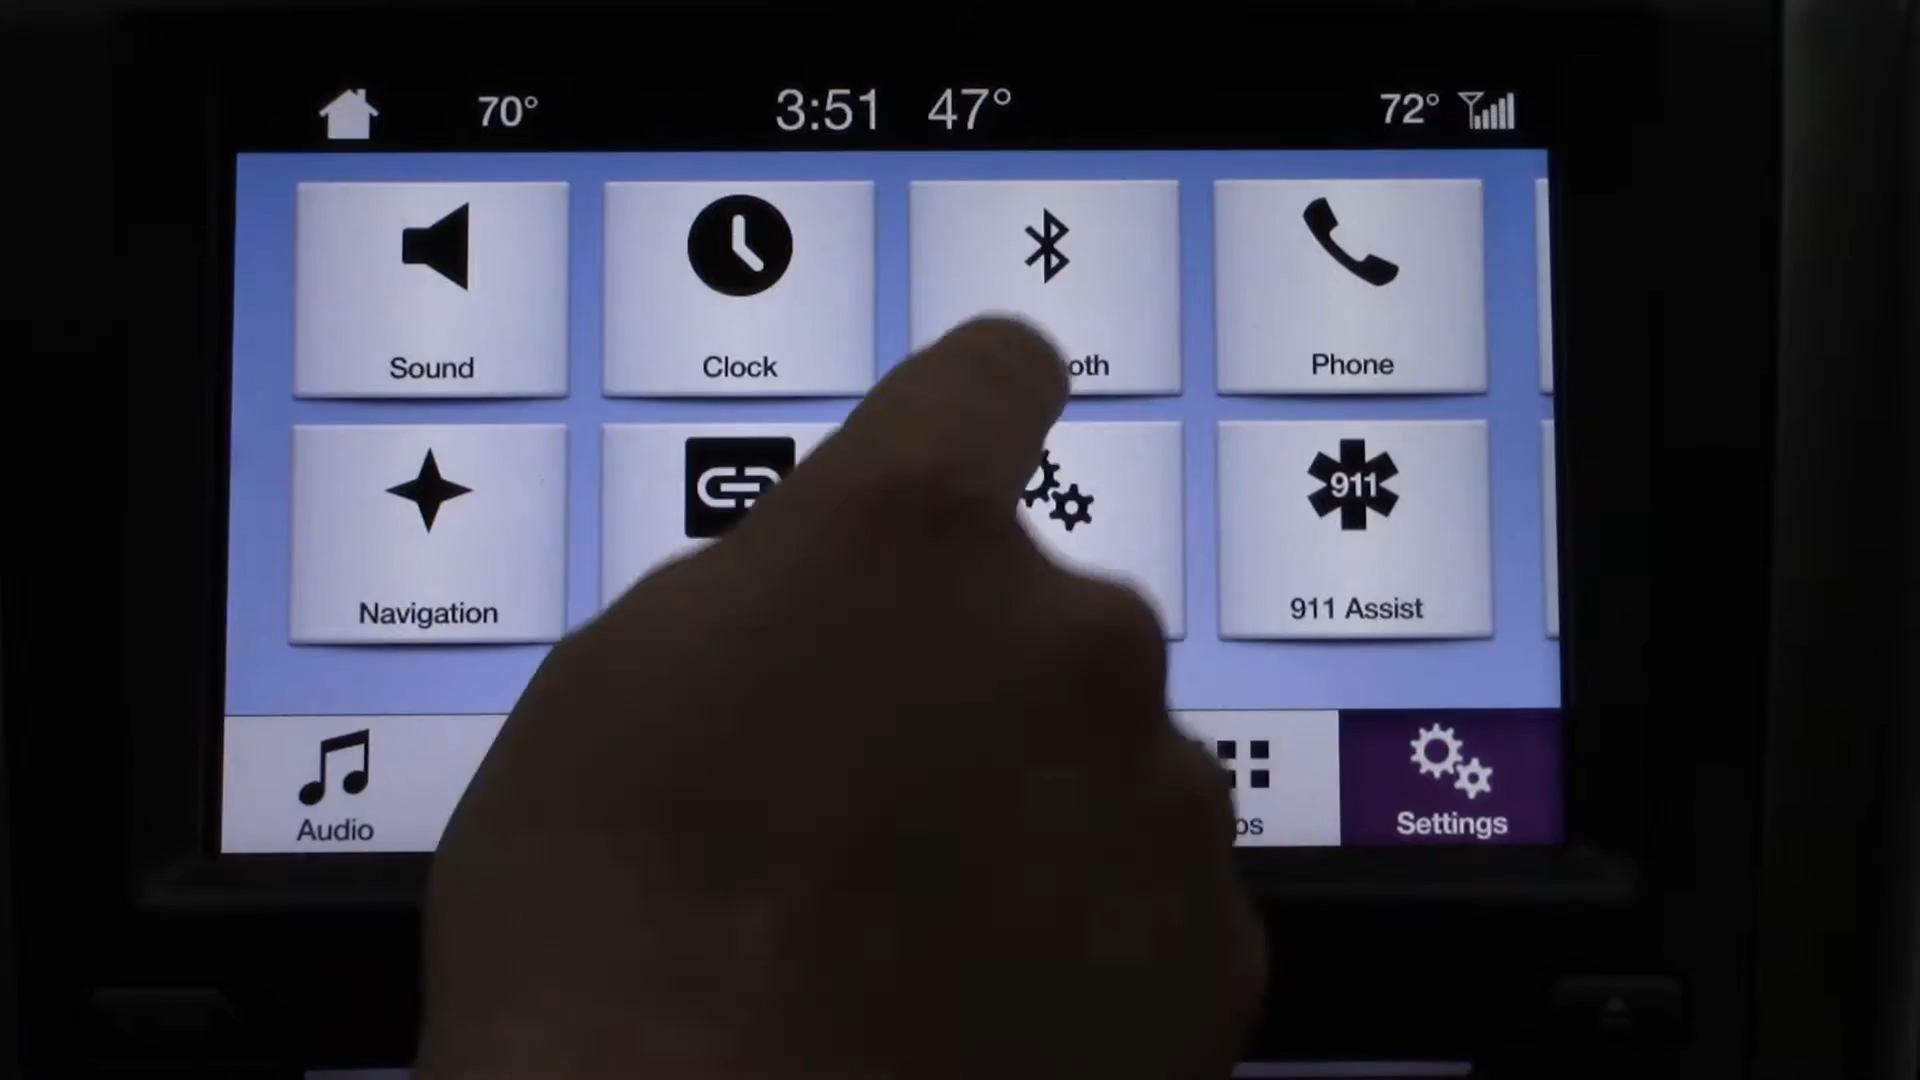 70° 3:51 47° 72°
Sound Clock oth Phone
911
Navigation 911 Assist
Audio ps Settings